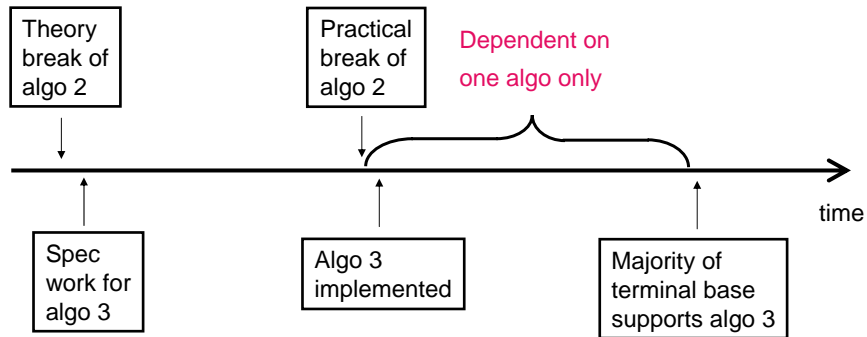 Theory
break of
algo 2
Practical
break of
algo 2
Dependent on
one algo only
time
Spec
work for
algo 3
Algo 3
implemented
Majority of
terminal base
supports algo 3